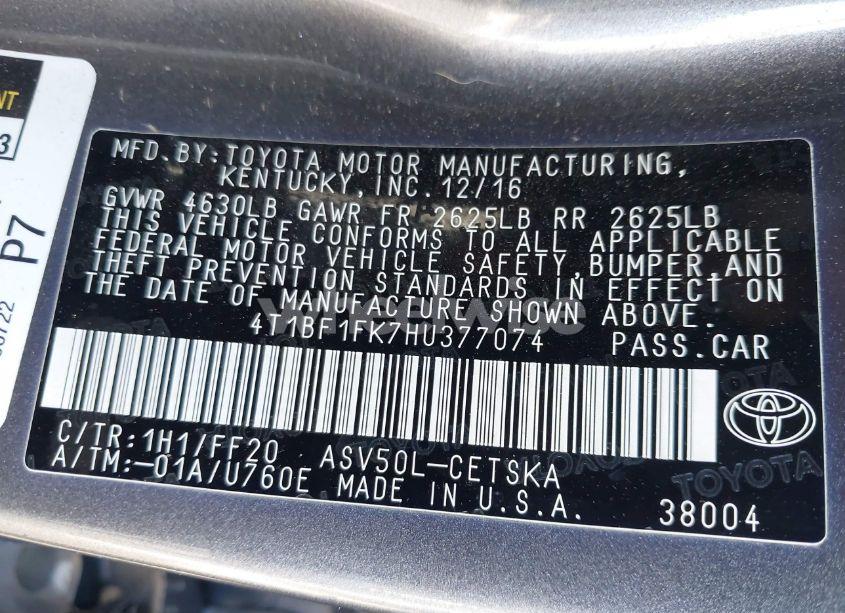 MFD.BY:TOYOTA MOTOR MANUFACTURING,
KENTUCKY,INC.12/16
GVWR 4630LB GAWR FR 2625LB RR 2625LB
THIS VEHICLE CONFORMS TO ALL APPLICABLE
FEDERAL MOTOR VEHICLE SAFETY,BUMPER,AND
THEFT PREVENTION STANDARDS IN EFFECT ON
THE DATE OF MANUFACTURE SHOWN ABOVE.
4T1BF1FK7HU377074 PASS.CAR
C/TR:1H1/FF20 ASV50L-CETSKA
A/TM:-01A/U760E MADE IN U.S.A.
38004
TOYOTA
P7
3